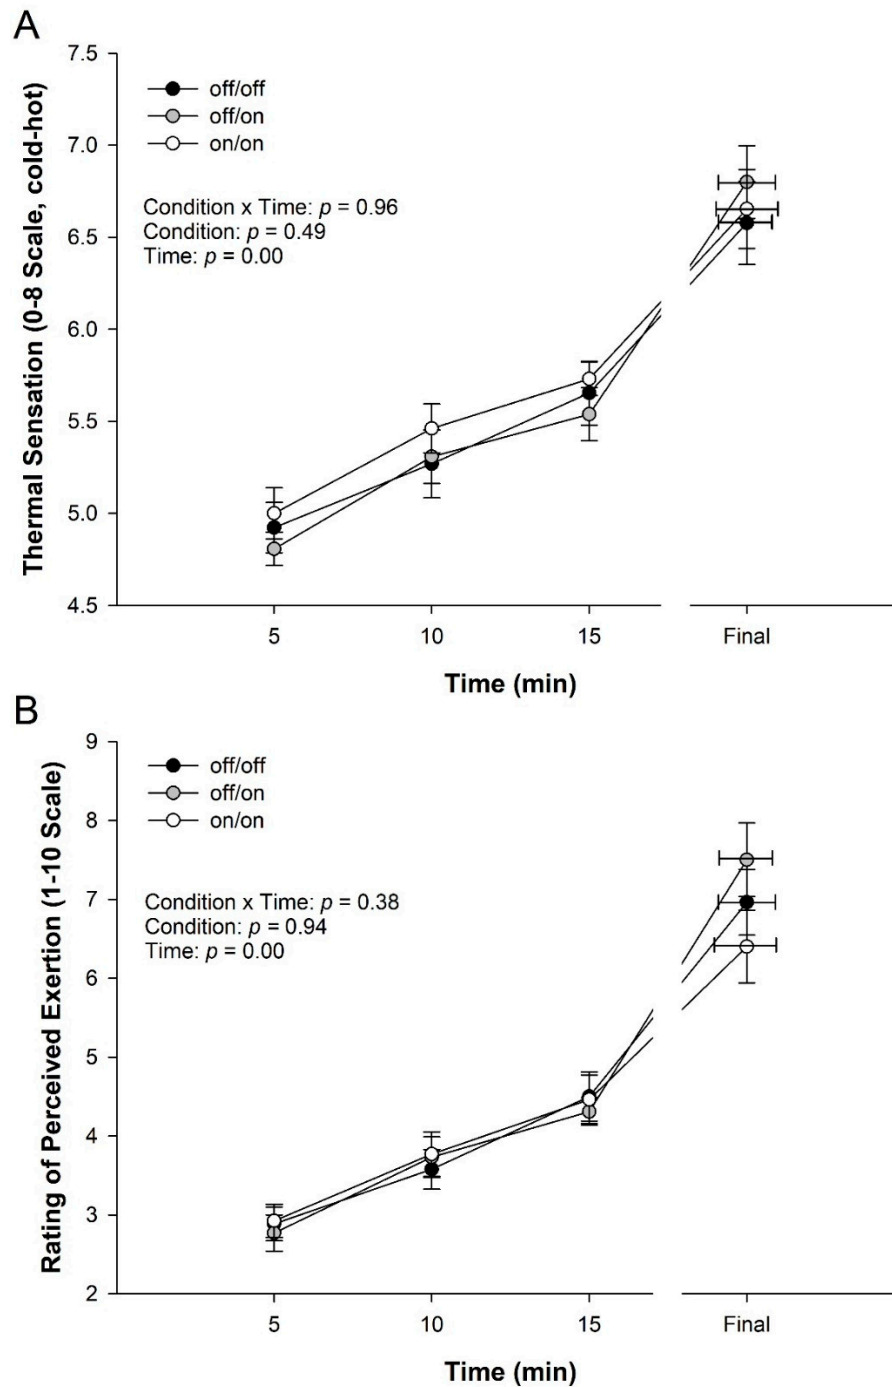 A
Thermal Sensation (0-8 Scale, cold-hot)
7.5
7.0
6.5
6.0
5.5
5.0
4.5
off/off
off/on
on/on
Condition x Time: p = 0.96
Condition: p = 0.49
Time: p = 0.00
5 10 15 Final
Time (min)
B
Rating of Perceived Exertion (1-10 Scale)
9
8
7
6
5
4
3
2
off/off
off/on
on/on
Condition x Time: p = 0.38
Condition: p = 0.94
Time: p = 0.00
5 10 15 Final
Time (min)